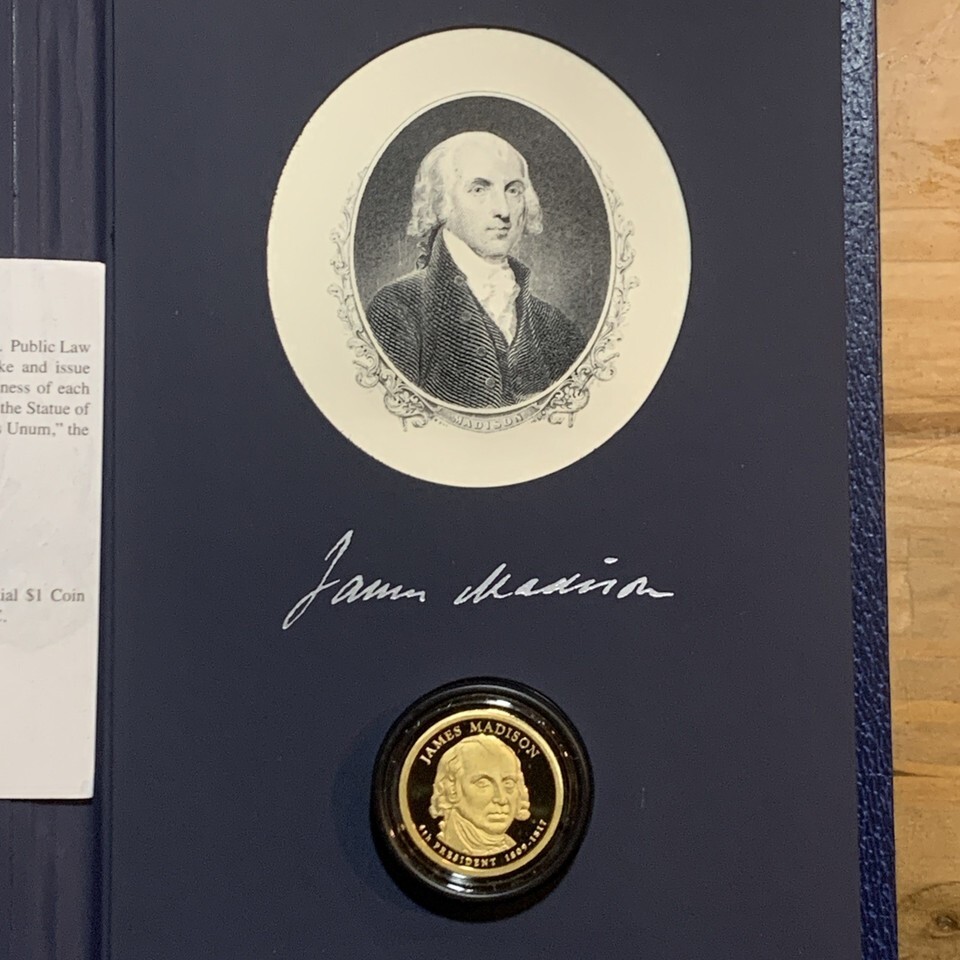 . Public Law
ke and issue
ness of each
the Statue of
s Unum,” the
ial $1 Coin
MADISON
James Madison
JAMES MADISON
4th PRESIDENT 1809-1817